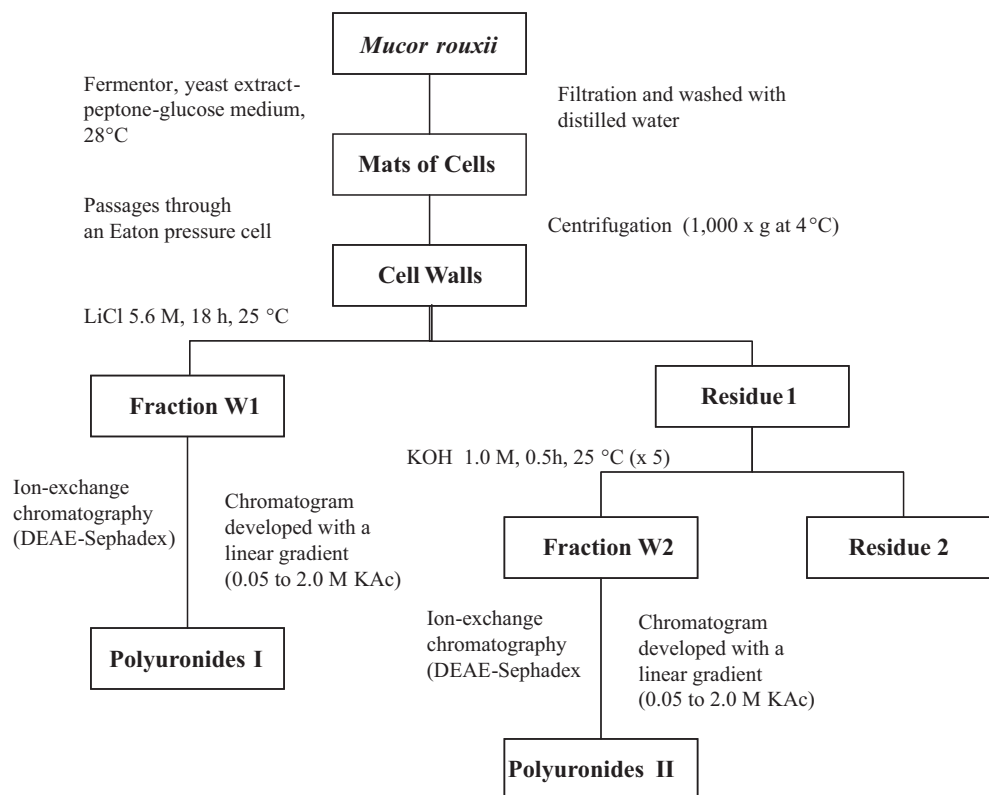 Mucor rouxii
Fermentor, yeast extract-
peptone-glucose medium,
28°C
Filtration and washed with
distilled water
Mats of Cells
Passages through
an Eaton pressure cell
Centrifugation (1,000 x g at 4°C)
Cell Walls
LiCl 5.6 M, 18 h, 25 °C
Fraction W1
Residue 1
KOH 1.0 M, 0.5h, 25 °C (x 5)
Ion-exchange
chromatography
(DEAE-Sephadex)
Chromatogram
developed with a
linear gradient
(0.05 to 2.0 M KAc)
Fraction W2
Residue 2
Polyuronides I
Ion-exchange
chromatography
(DEAE-Sephadex
Chromatogram
developed with a
linear gradient
(0.05 to 2.0 M KAc)
Polyuronides II